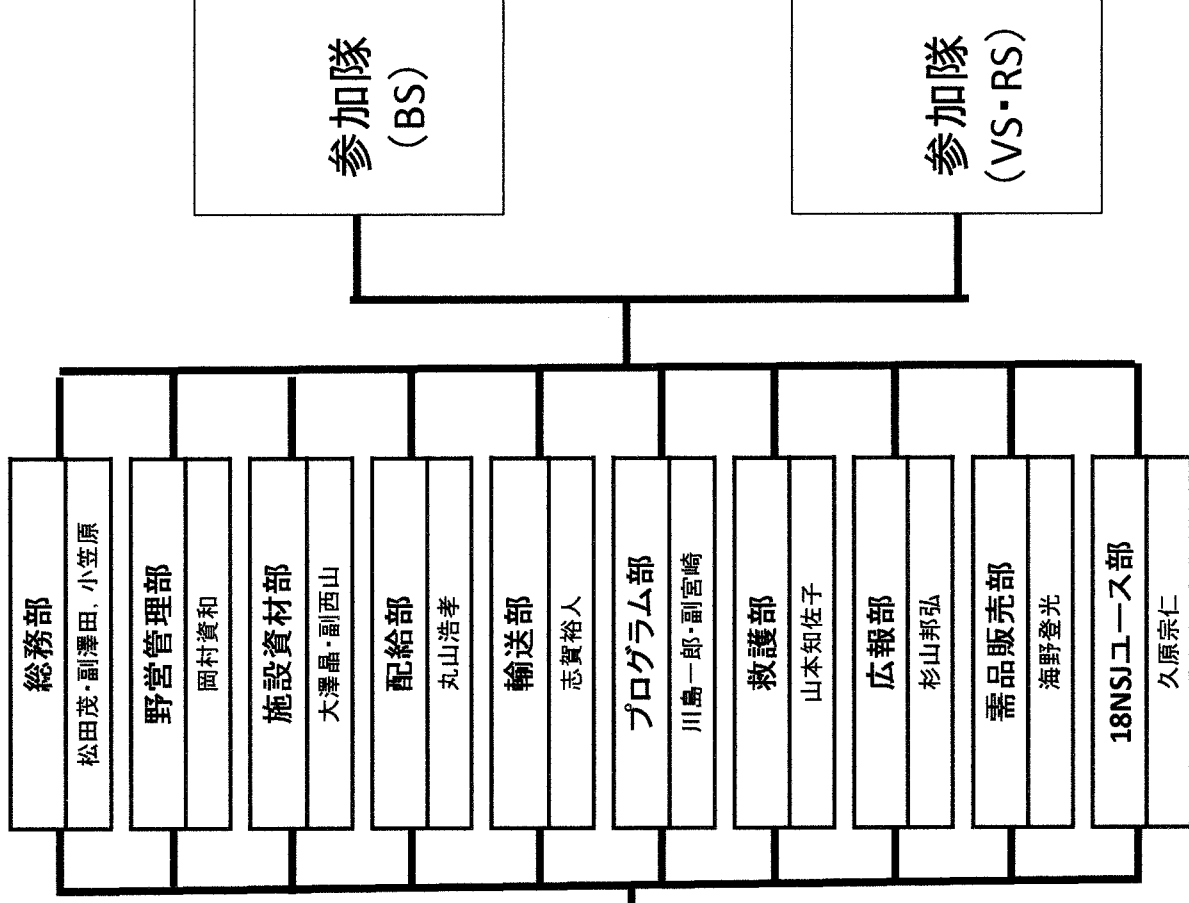 総務部
松田茂・副澤田, 小笠原
野営管理部
岡村資和
施設資材部
大澤晶・副西山
配給部
丸山浩孝
輸送部
志賀裕人
プログラム部
川島一郎・副宮崎
救護部
山本知佐子
広報部
杉山邦弘
需品販売部
海野登光
18NSJユース部
久原宗仁
参加隊
(BS)
参加隊
(VS・RS)